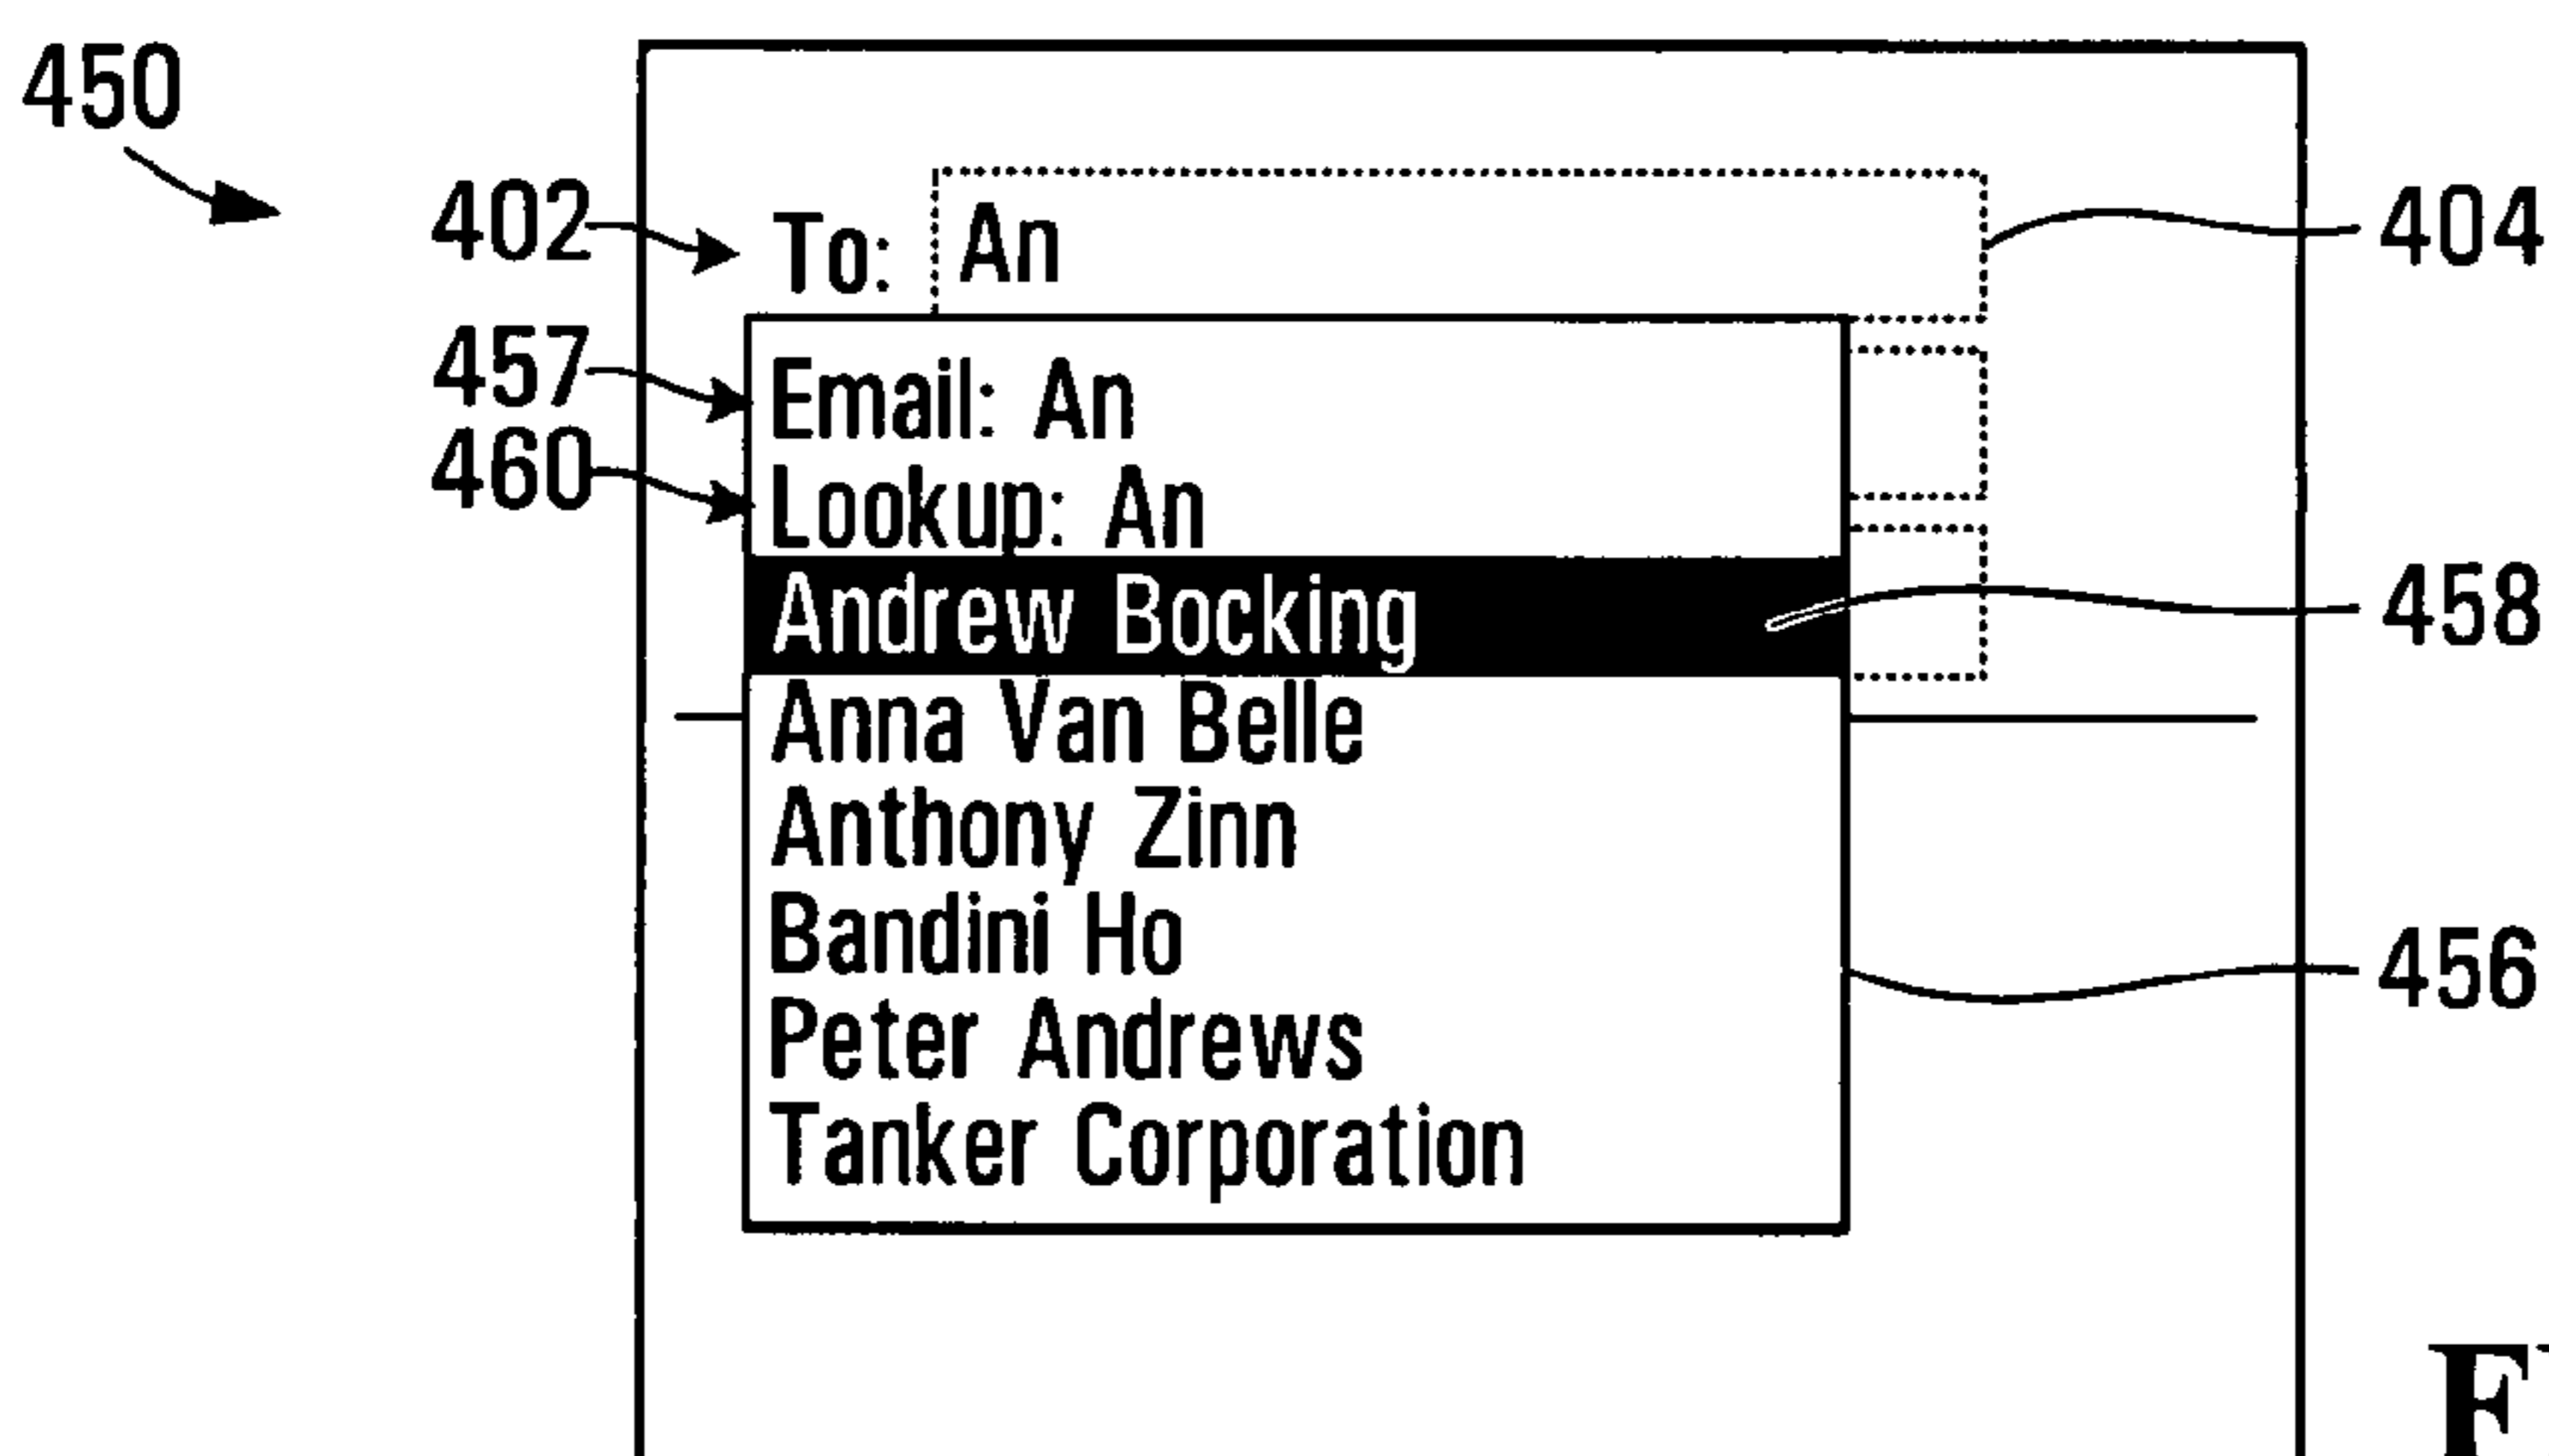 450
402 To: An 404
457 Email: An
460 Lookup: An
Andrew Bocking 458
Anna Van Belle
Anthony Zinn
Bandini Ho
456
Peter Andrews
Tanker Corporation